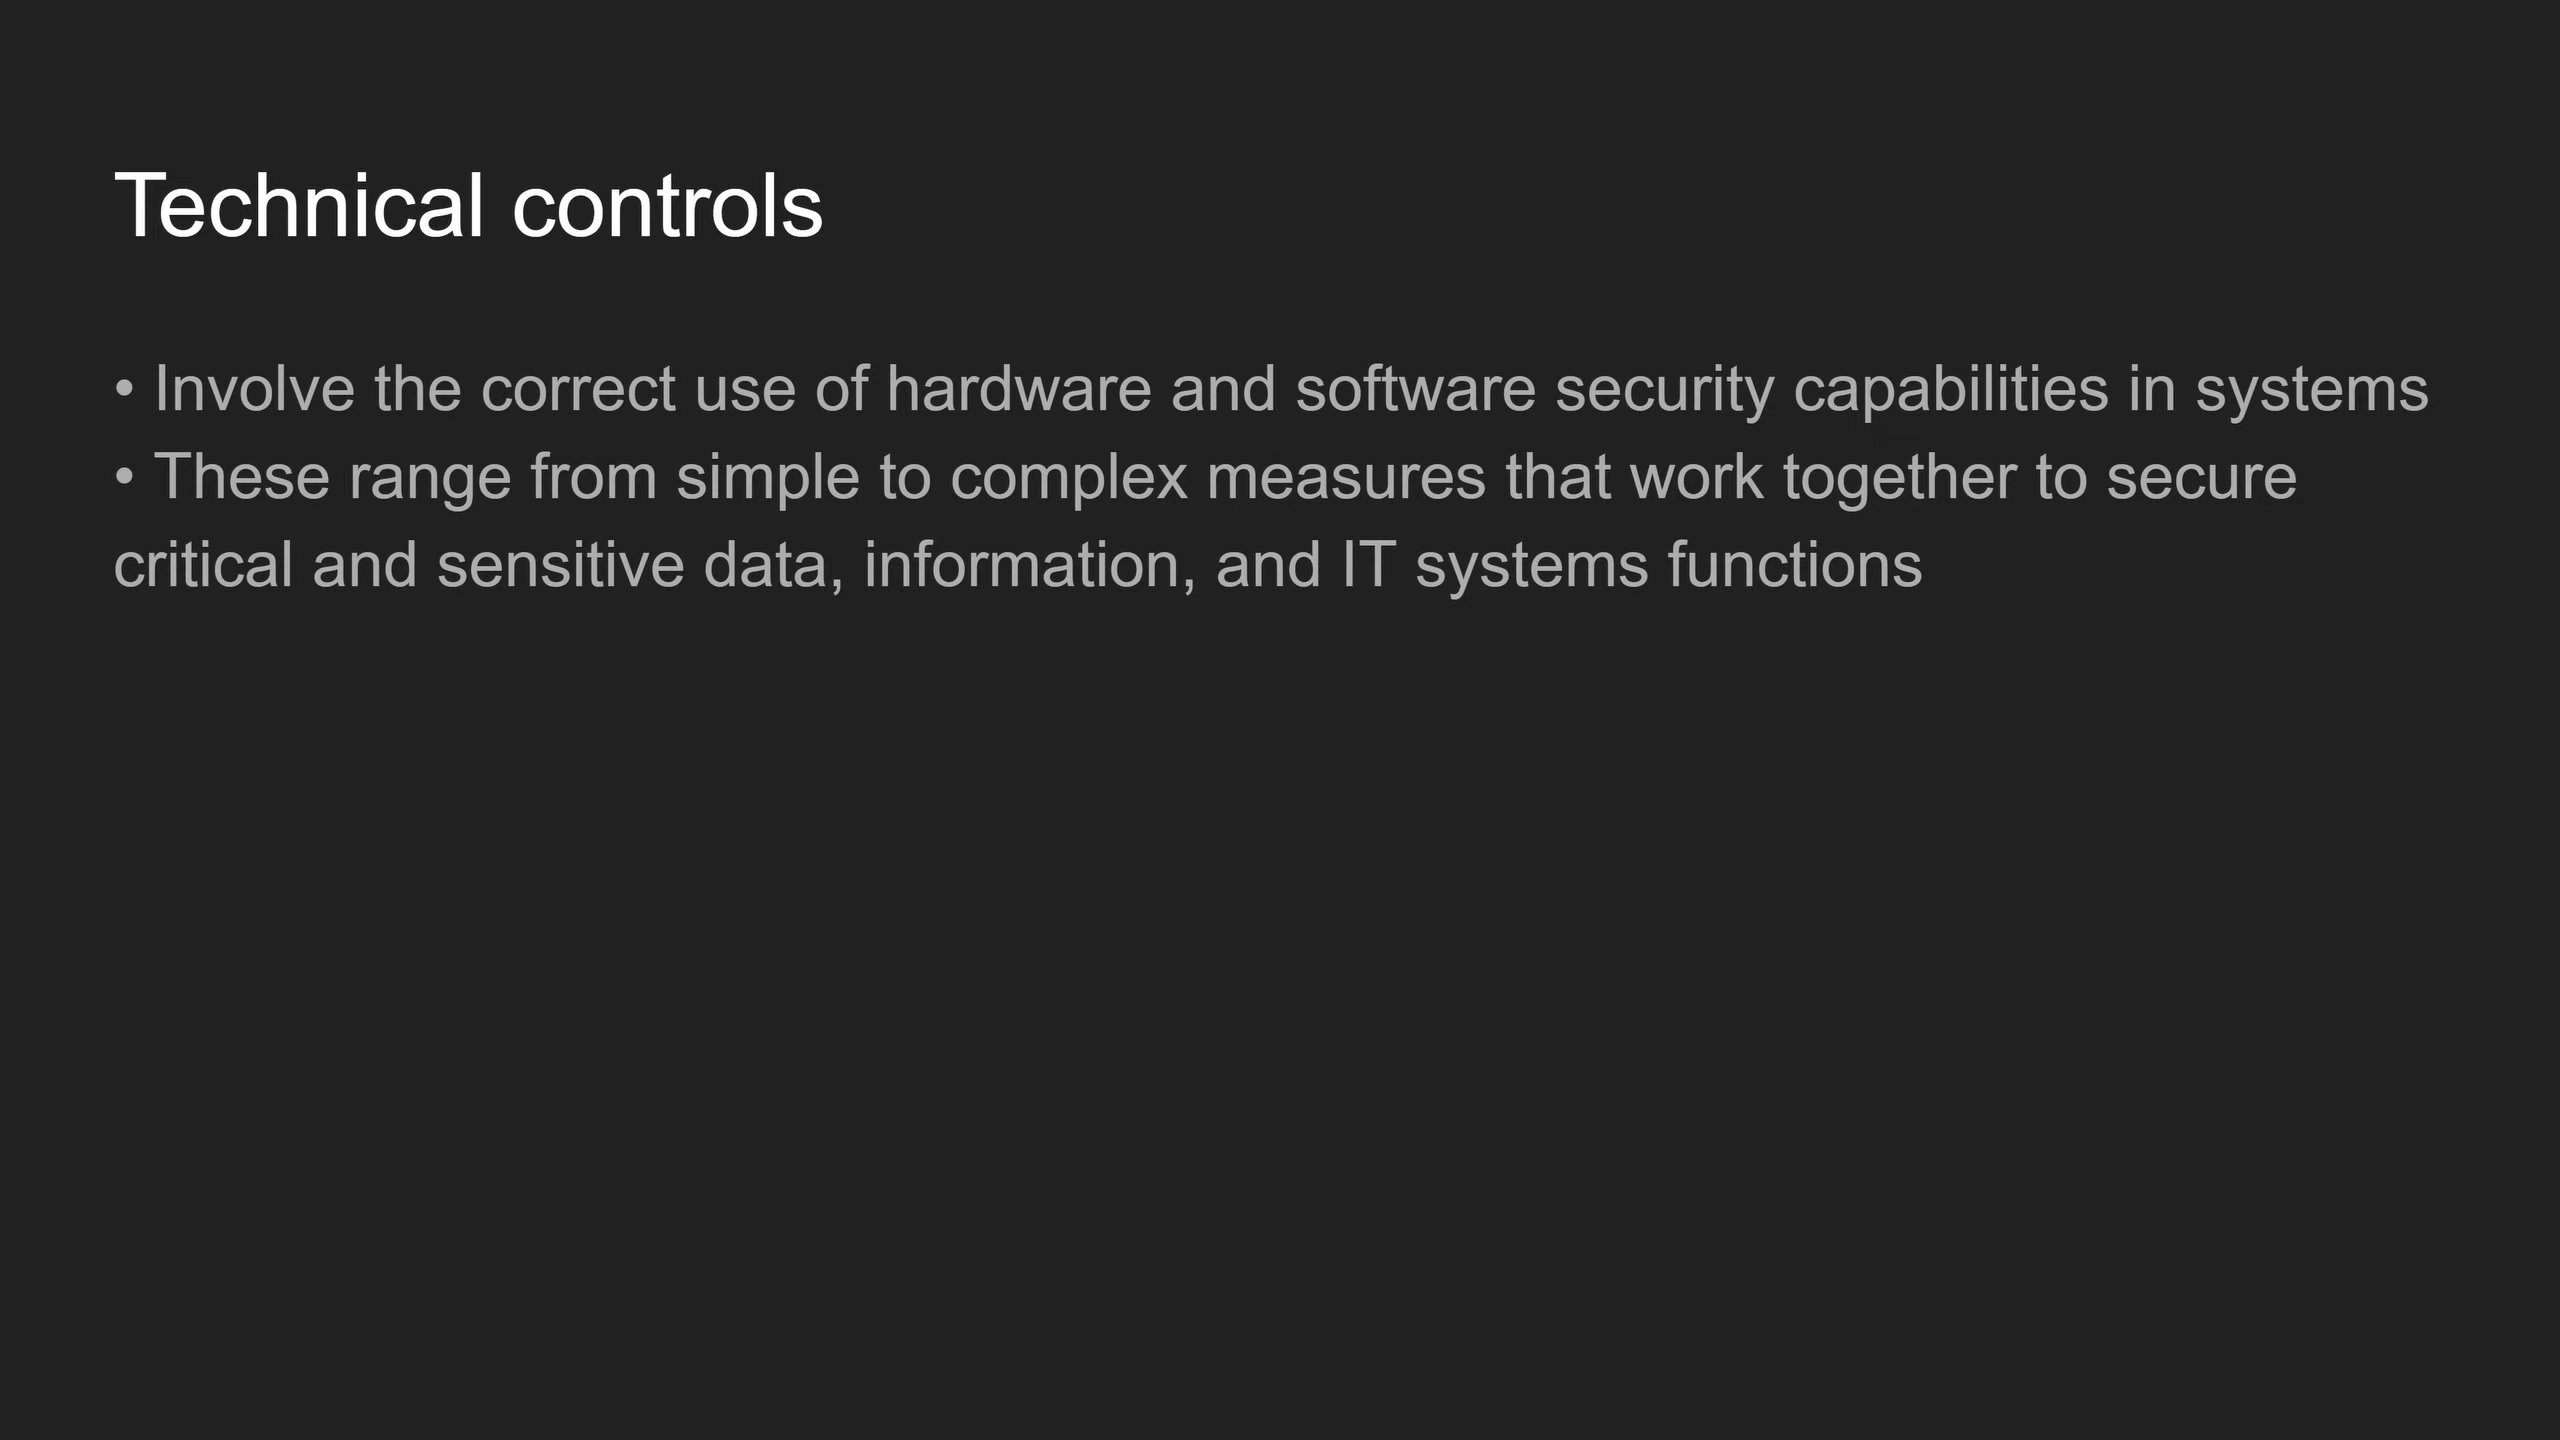 Technical controls
• Involve the correct use of hardware and software security capabilities in systems
• These range from simple to complex measures that work together to secure
critical and sensitive data, information, and IT systems functions